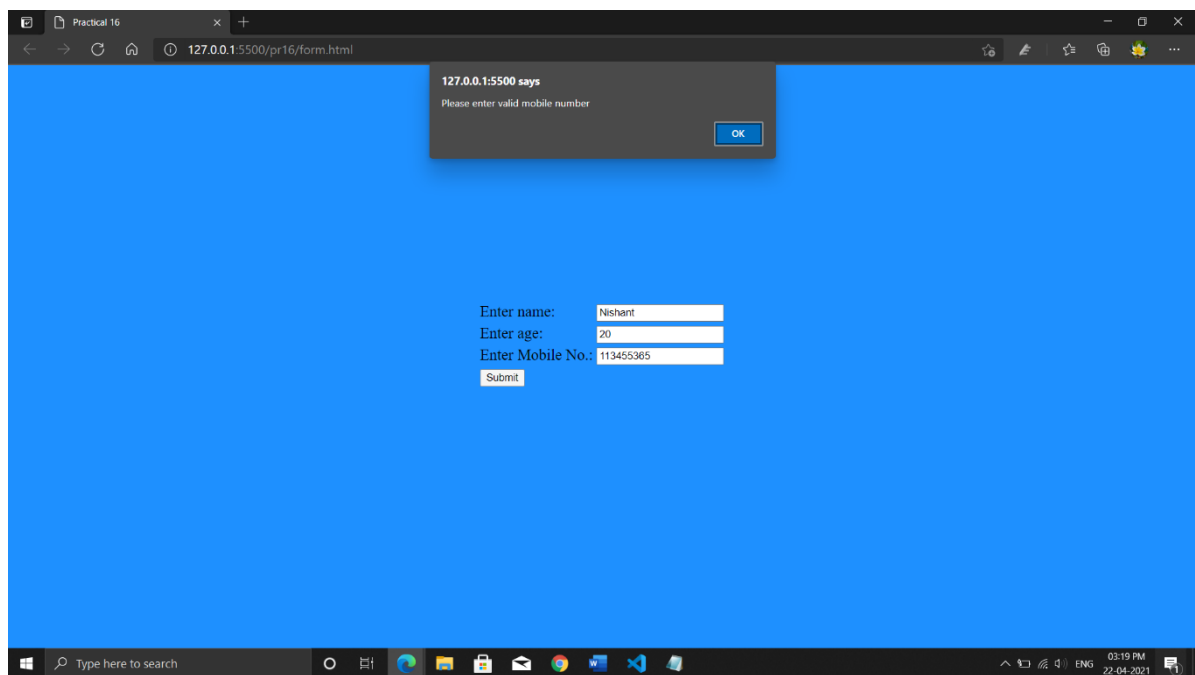 Practical 16
127.0.0.1:5500/pr16/form.html
127.0.0.1:5500 says
Please enter valid mobile number
OK
Enter name: Nishant
Enter age: 20
Enter Mobile No.: 113455365
Submit
Type here to search
ENG
03:19 PM
22-04-2021
1